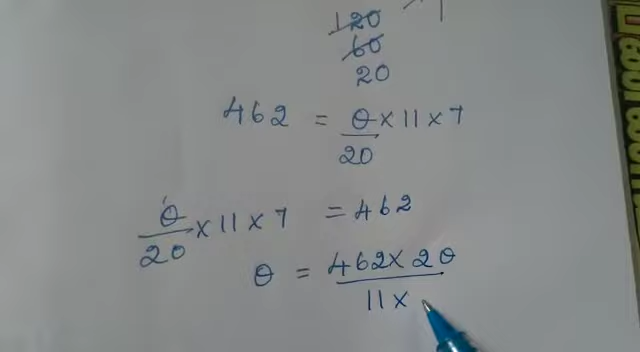 120
60
20
462 = θ/20 × 11 × 7
θ/20 × 11 × 7 = 462
θ = 462 × 20 / 11 ×